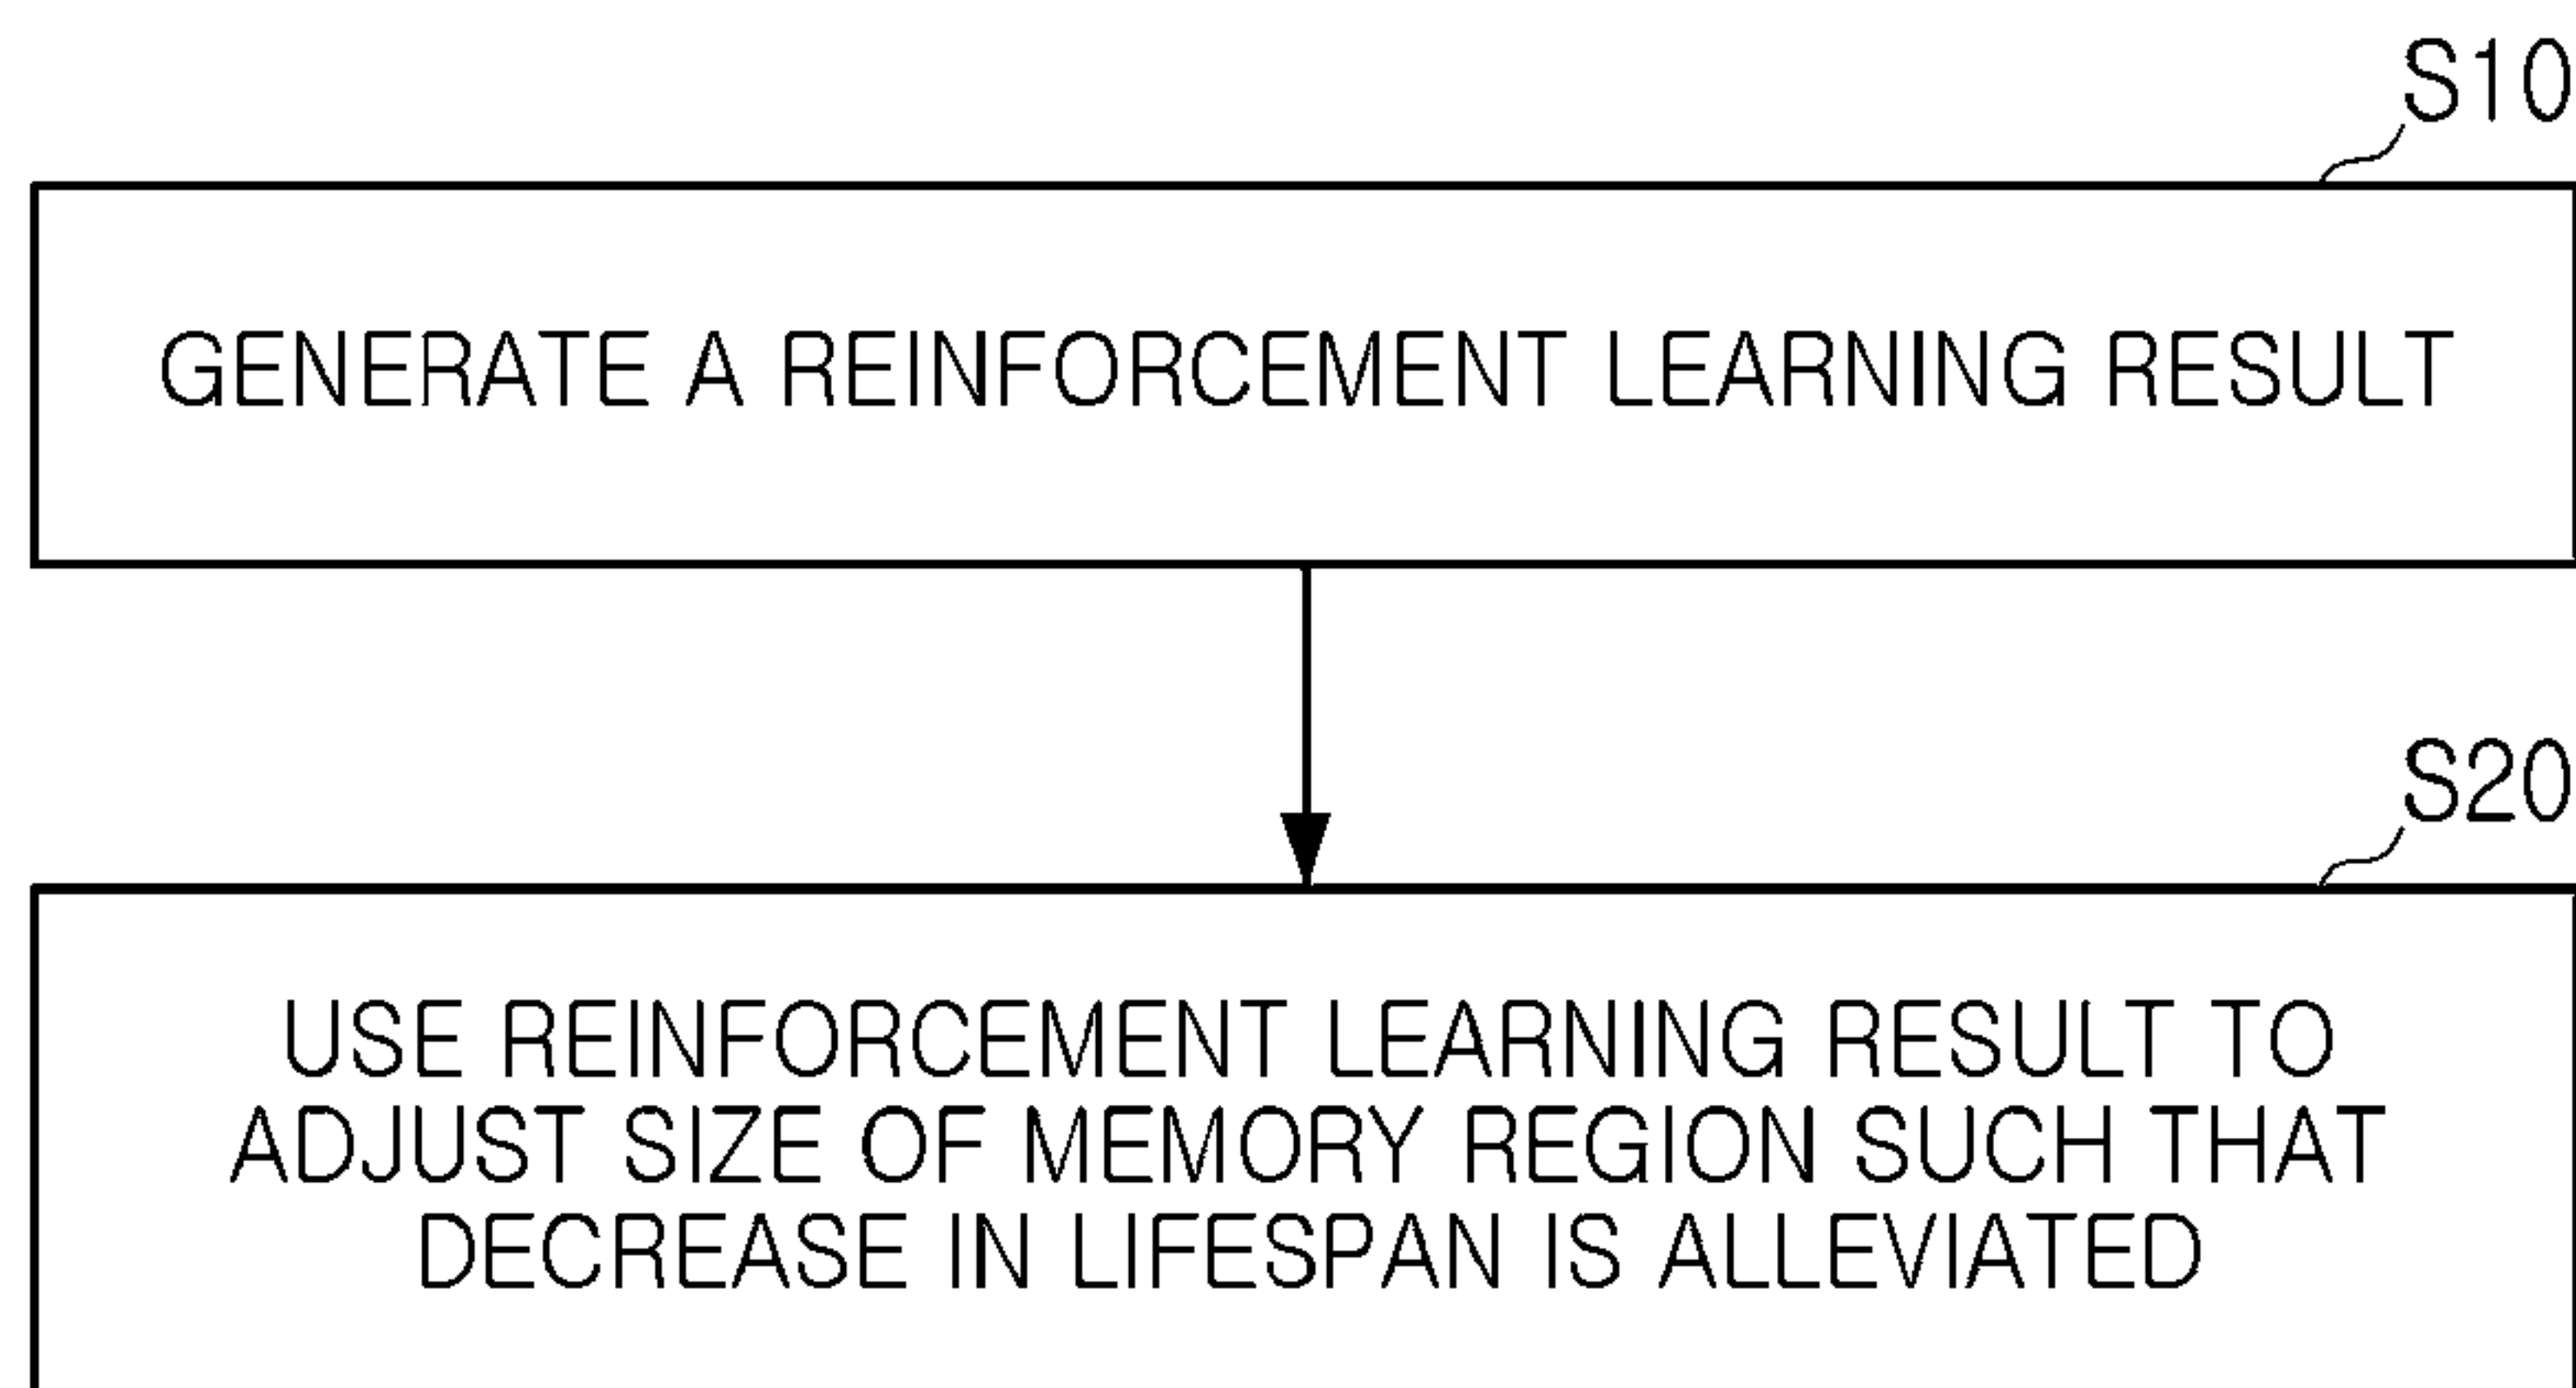 S10
GENERATE A REINFORCEMENT LEARNING RESULT
S20
USE REINFORCEMENT LEARNING RESULT TO
ADJUST SIZE OF MEMORY REGION SUCH THAT
DECREASE IN LIFESPAN IS ALLEVIATED